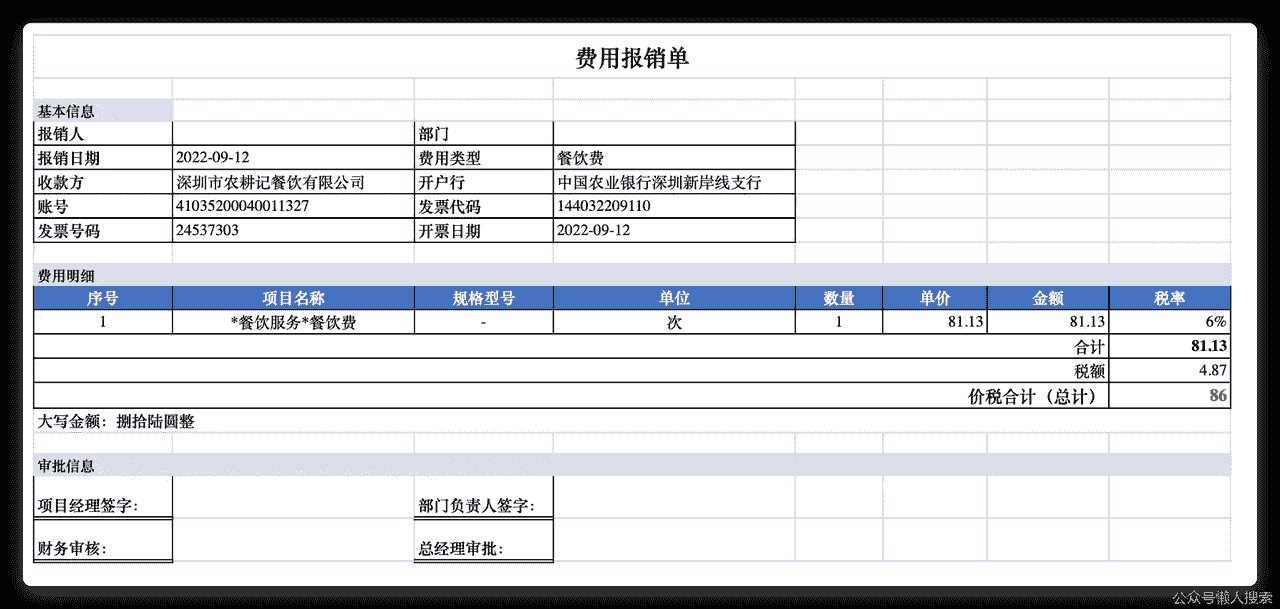 费用报销单
基本信息
报销人 部门
报销日期 2022-09-12 费用类型 餐饮费
收款方 深圳市农耕记餐饮有限公司 开户行 中国农业银行深圳新岸线支行
账号 41035200040011327 发票代码 144032209110
发票号码 24537303 开票日期 2022-09-12
费用明细
序号 项目名称 规格型号 单位 数量 单价 金额 税率
1 *餐饮服务*餐饮费 - 次 1 81.13 81.13 6%
合计 81.13
税额 4.87
价税合计（总计） 86
大写金额：捌拾陆圆整
审批信息
项目经理签字： 部门负责人签字：
财务审核： 总经理审批：
公众号懒人搜索